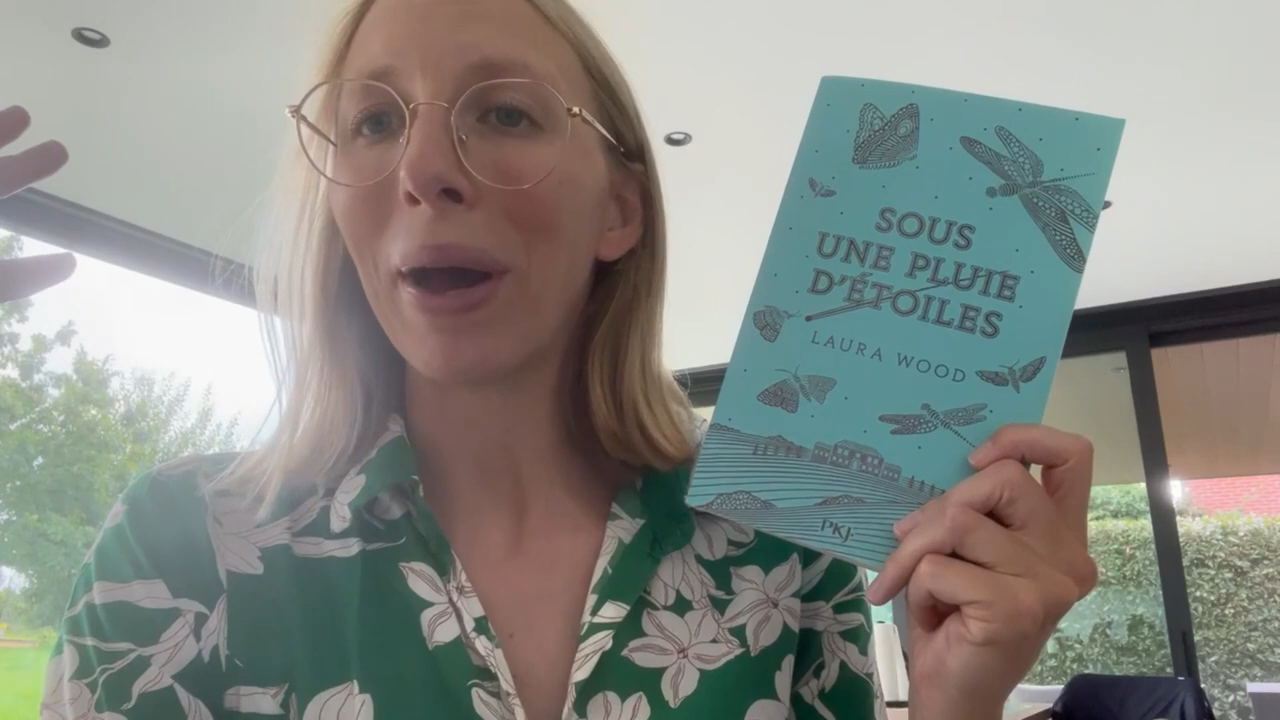 SOUS
UNE PLUIE
D'ÉTOILES
LAURA WOOD
PKJ.